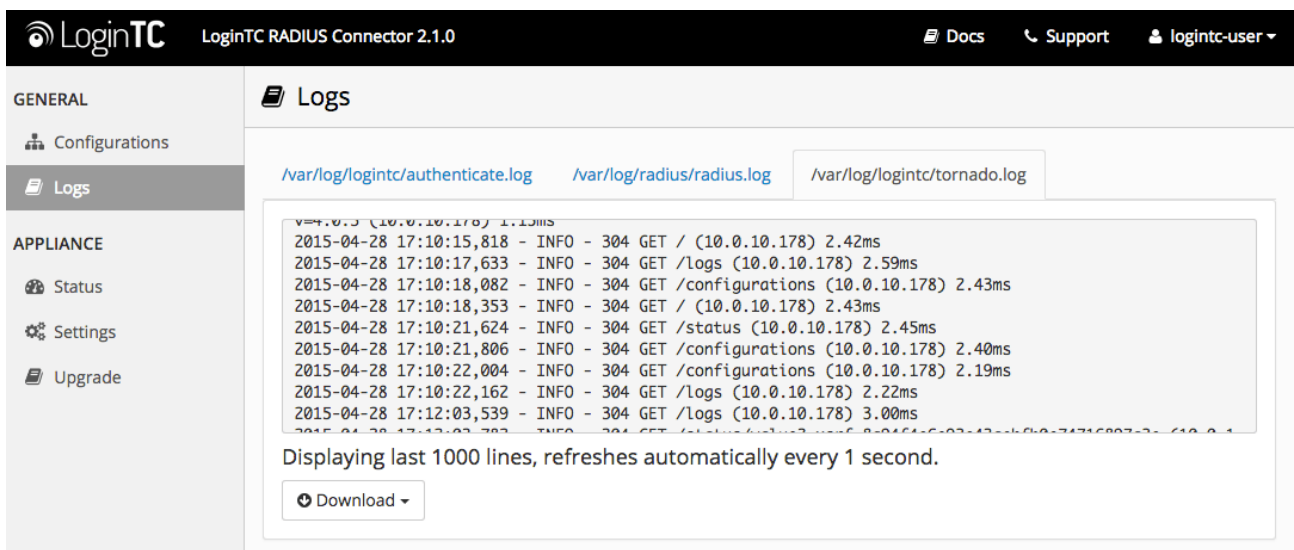 LoginTC LoginTC RADIUS Connector 2.1.0 Docs Support logintc-user
GENERAL
Configurations
Logs
APPLIANCE
Status
Settings
Upgrade
Logs
/var/log/logintc/authenticate.log /var/log/radius/radius.log /var/log/logintc/tornado.log
v=4.0.5 (10.0.10.178) 1.15ms
2015-04-28 17:10:15,818 - INFO - 304 GET / (10.0.10.178) 2.42ms
2015-04-28 17:10:17,633 - INFO - 304 GET /logs (10.0.10.178) 2.59ms
2015-04-28 17:10:18,082 - INFO - 304 GET /configurations (10.0.10.178) 2.43ms
2015-04-28 17:10:18,353 - INFO - 304 GET / (10.0.10.178) 2.43ms
2015-04-28 17:10:21,624 - INFO - 304 GET /status (10.0.10.178) 2.45ms
2015-04-28 17:10:21,806 - INFO - 304 GET /configurations (10.0.10.178) 2.40ms
2015-04-28 17:10:22,004 - INFO - 304 GET /configurations (10.0.10.178) 2.19ms
2015-04-28 17:10:22,162 - INFO - 304 GET /logs (10.0.10.178) 2.22ms
2015-04-28 17:12:03,539 - INFO - 304 GET /logs (10.0.10.178) 3.00ms
Displaying last 1000 lines, refreshes automatically every 1 second.
Download